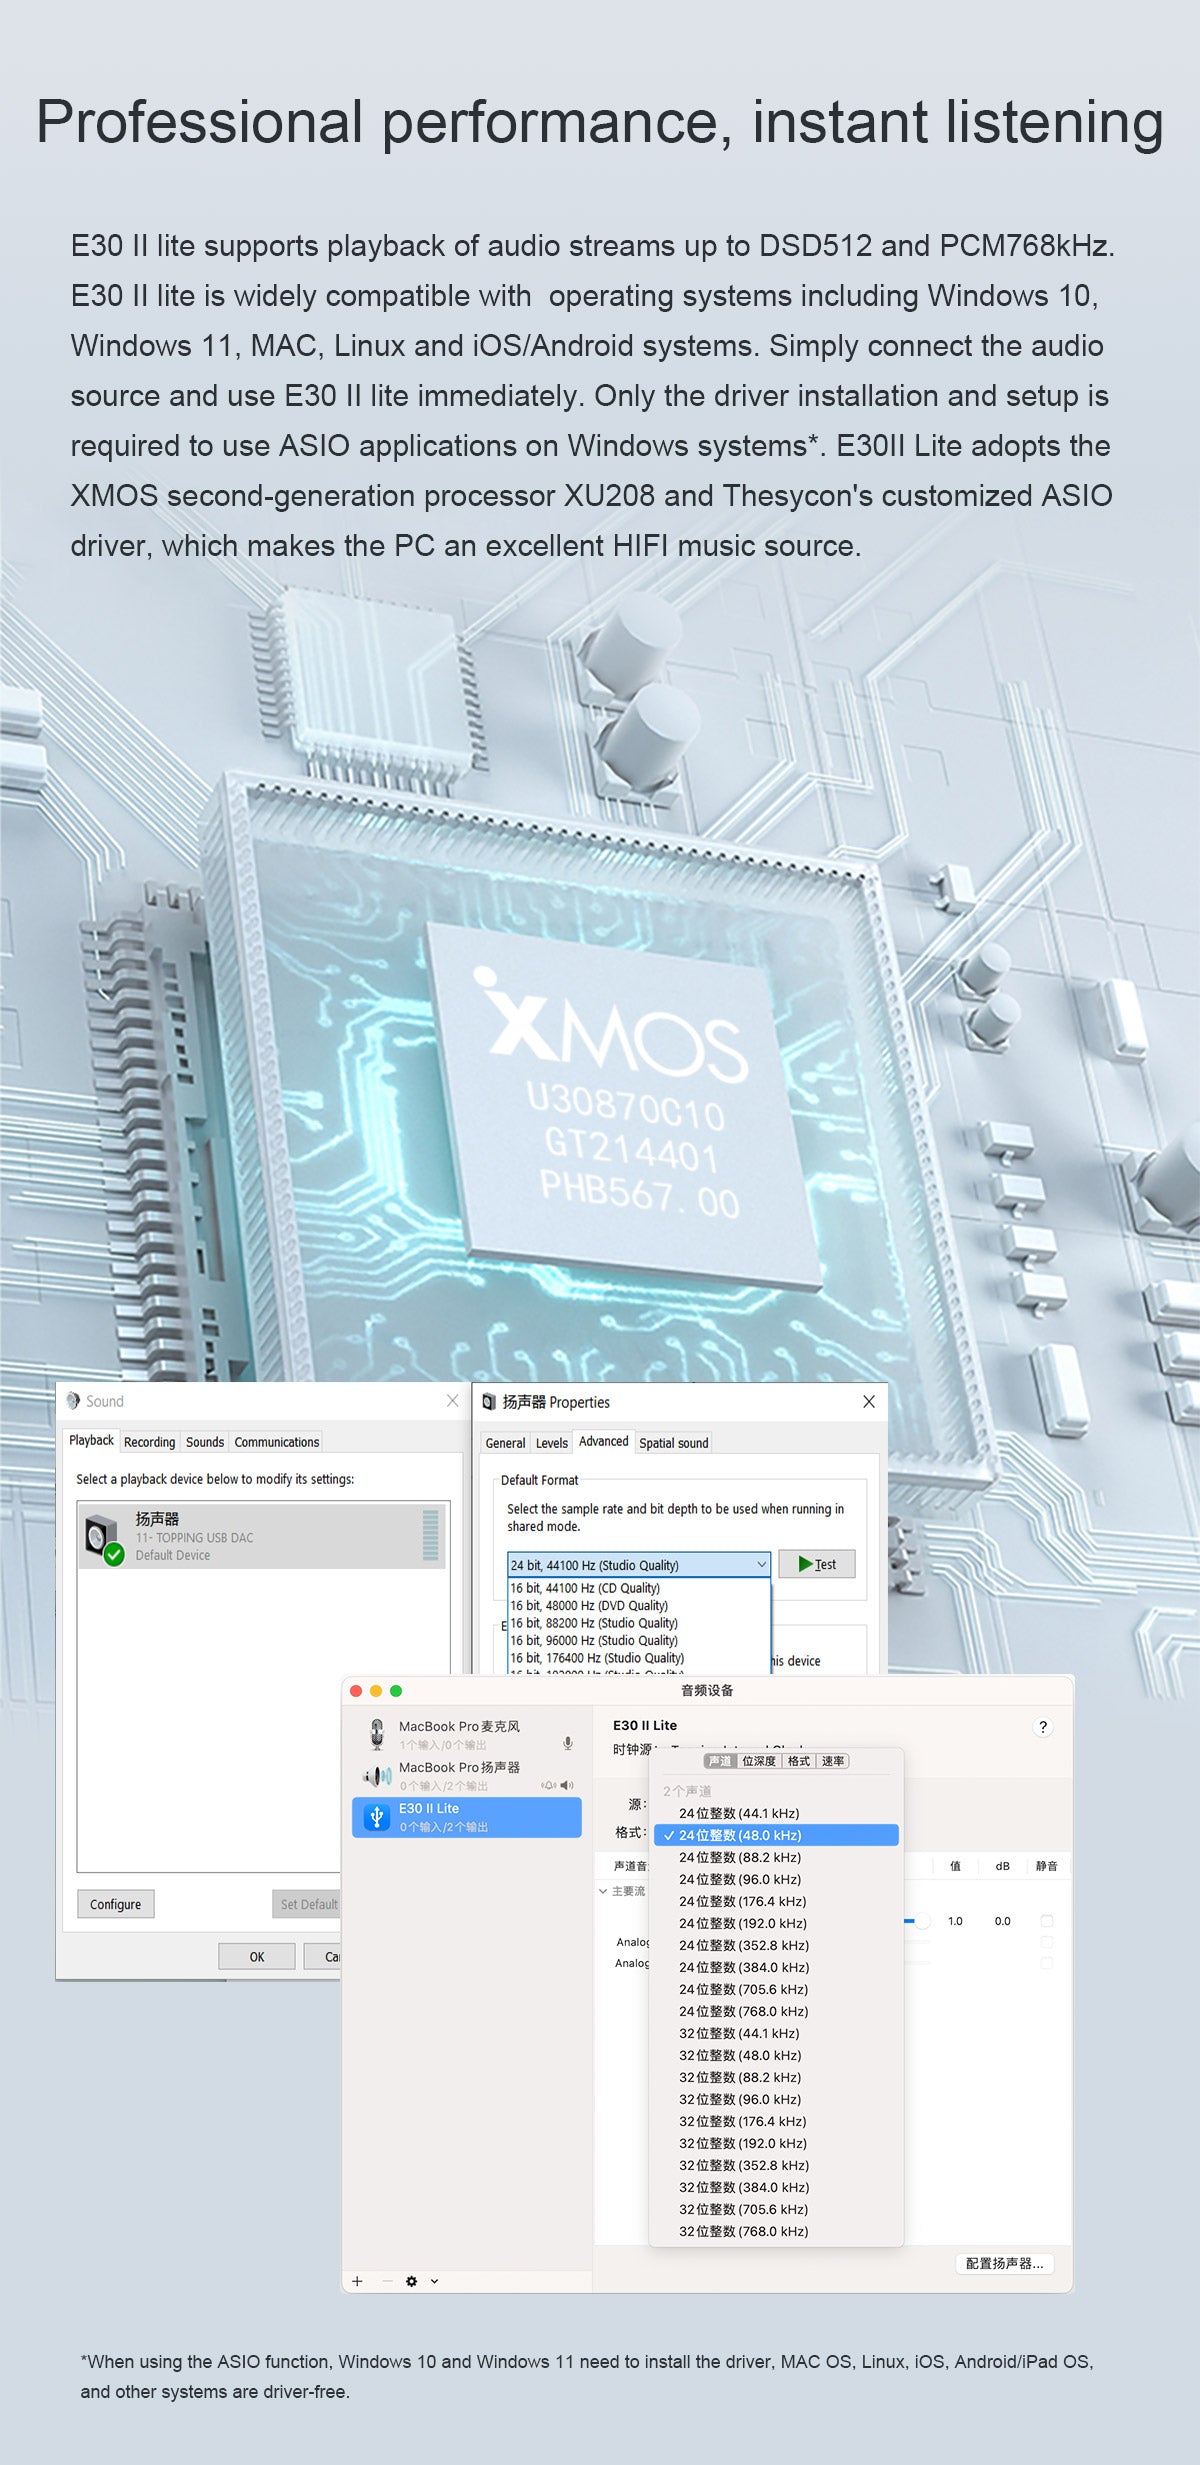 Professional performance, instant listening
E30 II lite supports playback of audio streams up to DSD512 and PCM768kHz.
E30 II lite is widely compatible with operating systems including Windows 10,
Windows 11, MAC, Linux and iOS/Android systems. Simply connect the audio
source and use E30 II lite immediately. Only the driver installation and setup is
required to use ASIO applications on Windows systems*. E30II Lite adopts the
XMOS second-generation processor XU208 and Thesycon's customized ASIO
driver, which makes the PC an excellent HIFI music source.
XMOS
U30870C10
GT214401
PHB567.00
Sound
Playback Recording Sounds Communications
Select a playback device below to modify its settings:
扬声器
11- TOPPING USB DAC
Default Device
Configure
Set Default
OK
扬声器 Properties
General Levels Advanced Spatial sound
Default Format
Select the sample rate and bit depth to be used when running in
shared mode.
24 bit, 44100 Hz (Studio Quality)
Test
16 bit, 44100 Hz (CD Quality)
16 bit, 48000 Hz (DVD Quality)
16 bit, 88200 Hz (Studio Quality)
16 bit, 96000 Hz (Studio Quality)
16 bit, 176400 Hz (Studio Quality)
device
音频设备
MacBook Pro麦克风
1个输入/0个输出
MacBook Pro扬声器
0个输入/2个输出
E30 II Lite
0个输入/2个输出
E30 II Lite
?
时钟源:
声道 位深度 格式 速率
2个声道
源:
格式:
24位整数 (44.1 kHz)
24位整数 (48.0 kHz)
24位整数 (88.2 kHz)
24位整数 (96.0 kHz)
24位整数 (176.4 kHz)
24位整数 (192.0 kHz)
24位整数 (352.8 kHz)
24位整数 (384.0 kHz)
24位整数 (705.6 kHz)
24位整数 (768.0 kHz)
32位整数 (44.1 kHz)
32位整数 (48.0 kHz)
32位整数 (88.2 kHz)
32位整数 (96.0 kHz)
32位整数 (176.4 kHz)
32位整数 (192.0 kHz)
32位整数 (352.8 kHz)
32位整数 (384.0 kHz)
32位整数 (705.6 kHz)
32位整数 (768.0 kHz)
声道音 值 dB 静音
主要流
1.0 0.0
Analog
Analog
配置扬声器...
*When using the ASIO function, Windows 10 and Windows 11 need to install the driver, MAC OS, Linux, iOS, Android/iPad OS,
and other systems are driver-free.